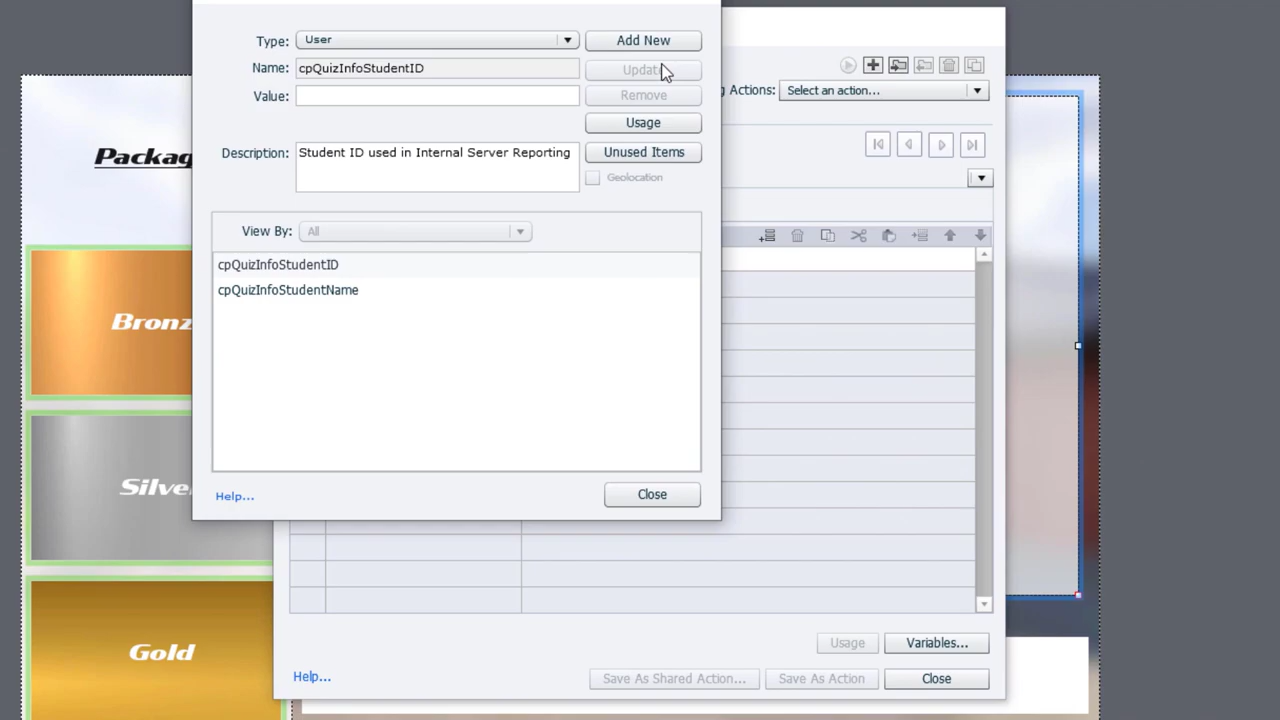 Type: User Add New
Name: cpQuizInfoStudentID
Value: Remove
Usage
Description: Student ID used in Internal Server Reporting Unused Items
Geolocation
View By: All
cpQuizInfoStudentID
cpQuizInfoStudentName
Help... Close
Actions: Select an action...
Usage Variables...
Help... Save As Shared Action... Save As Action Close
Gold